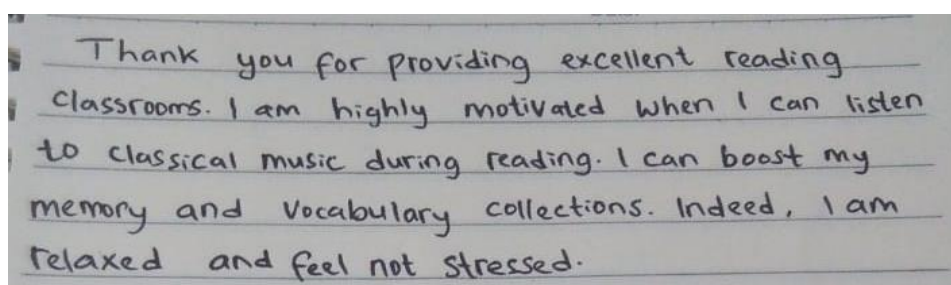 Thank you for providing excellent reading
classrooms. I am highly motivated when I can listen
to classical music during reading. I can boost my
memory and vocabulary collections. Indeed, I am
relaxed and feel not stressed.